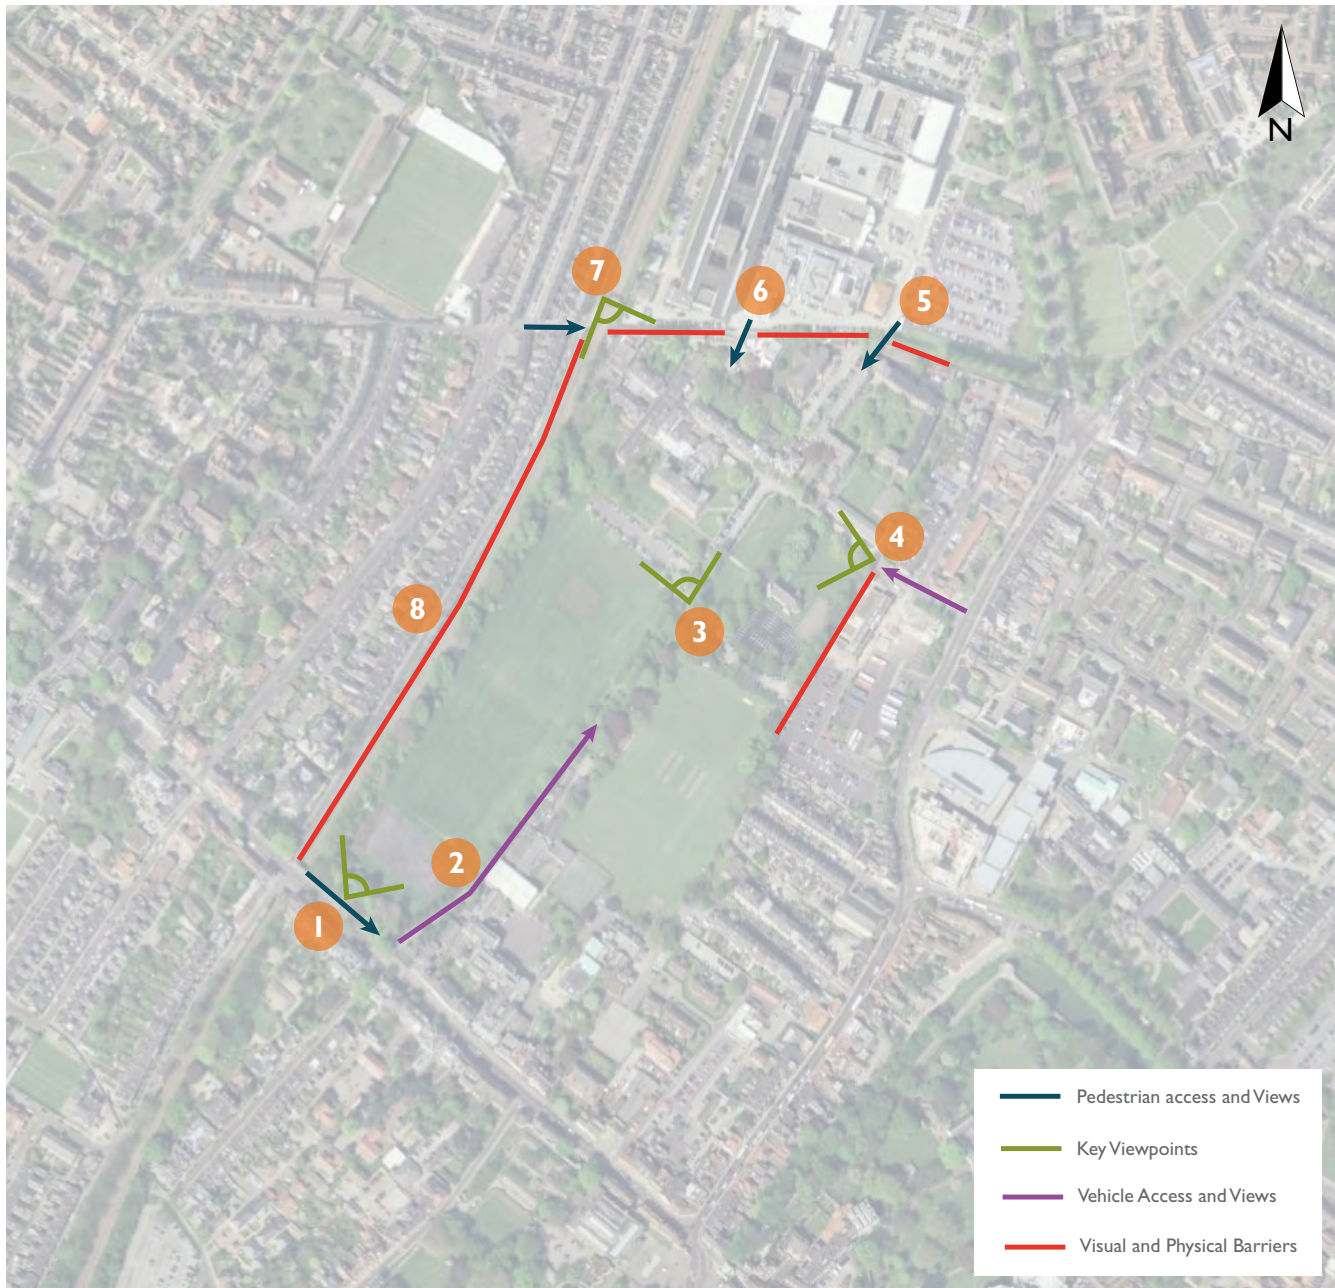 N
7
6
5
4
3
8
2
1
Pedestrian access and Views
Key Viewpoints
Vehicle Access and Views
Visual and Physical Barriers